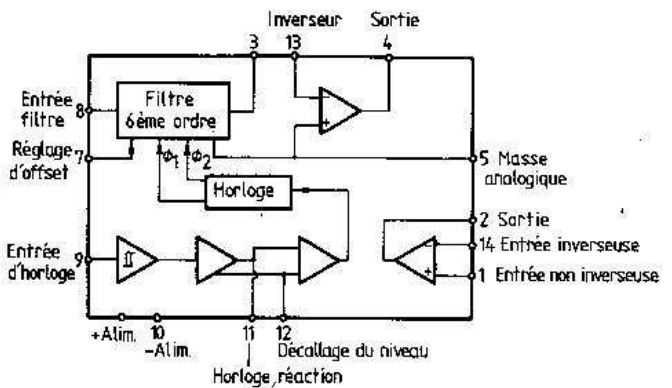 Inverseur Sortie
3 13 4
Entrée
filtre
8
Filtre
6ème ordre
Réglage
d'offset
7
Φ1 Φ2
5 Masse
analogique
Horloge
2 Sortie
14 Entrée inverseuse
1 Entrée non inverseuse
Entrée
d'horloge
9
+Alim. 10 11 12 Décallage du niveau
-Alim.
Horloge, réaction